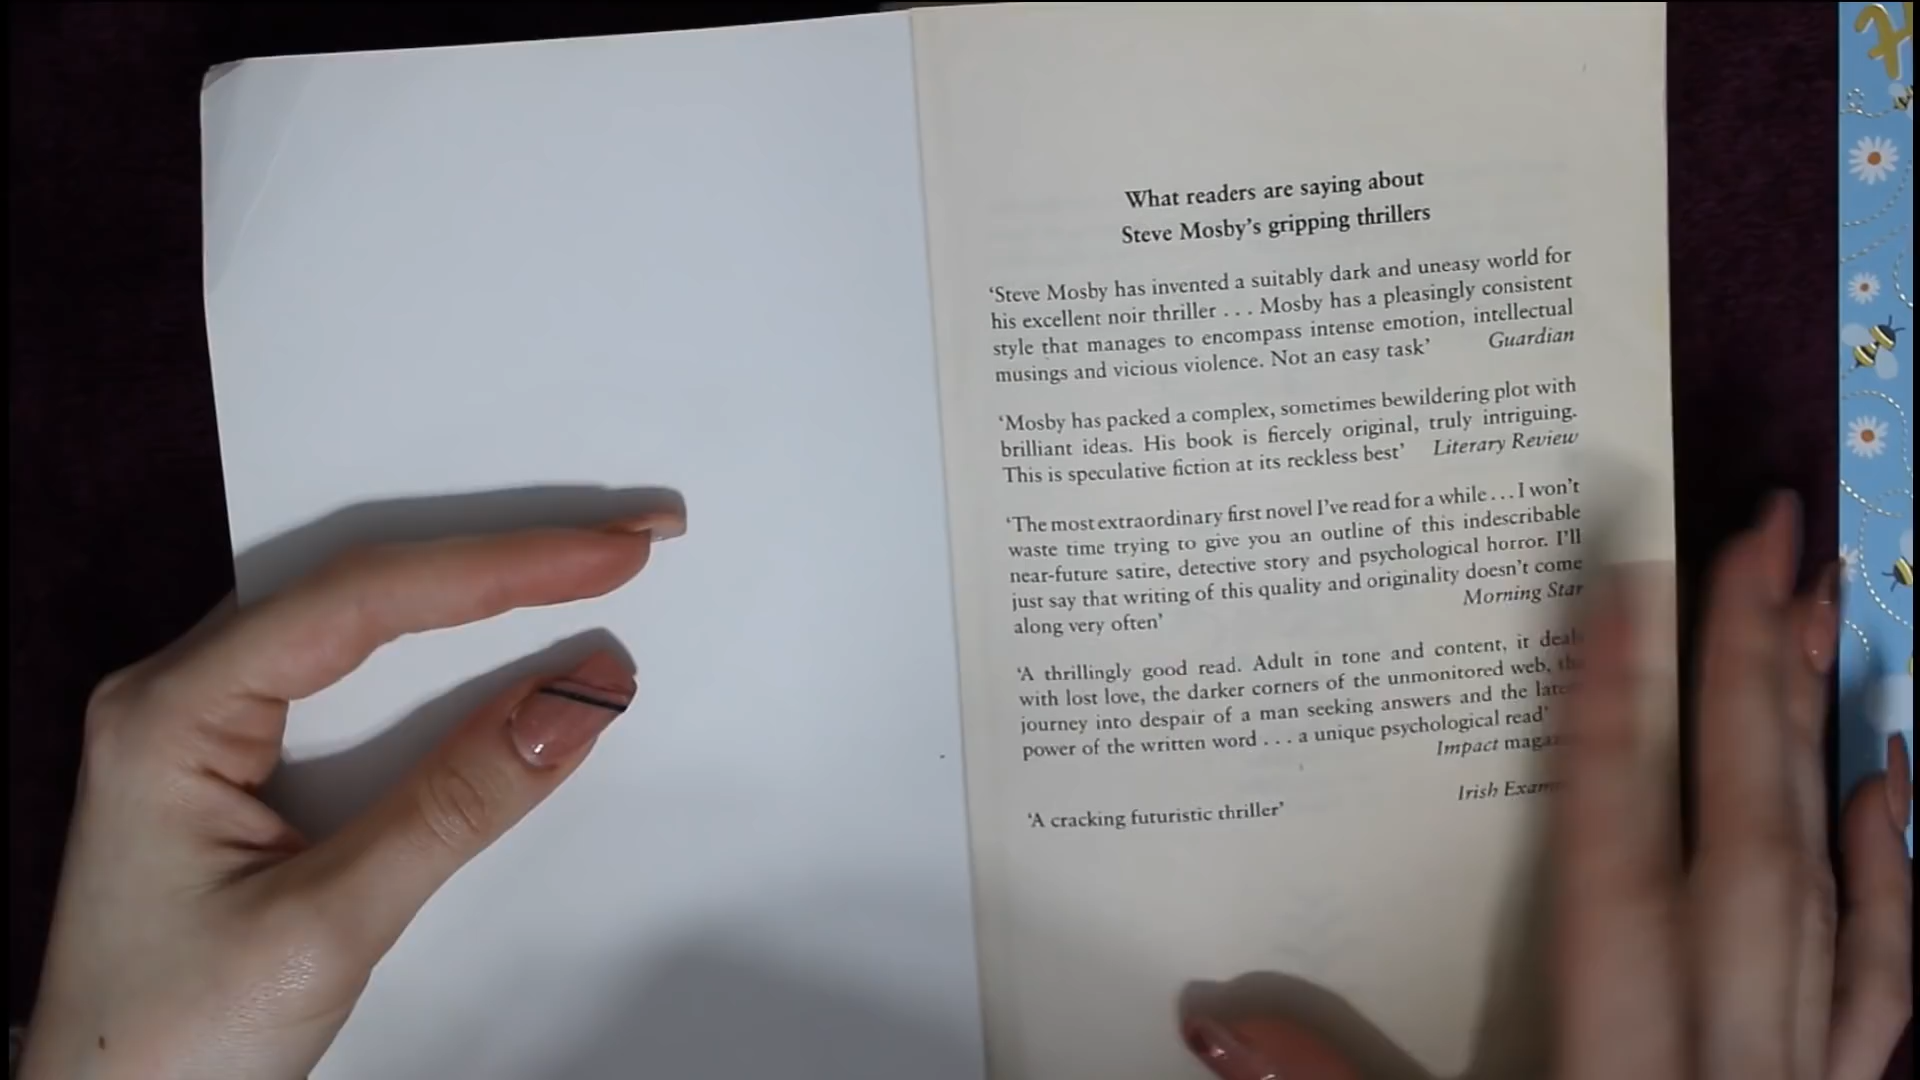 What readers are saying about
Steve Mosby's gripping thrillers
‘Steve Mosby has invented a suitably dark and uneasy world for
his excellent noir thriller . . . Mosby has a pleasingly consistent
style that manages to encompass intense emotion, intellectual
musings and vicious violence. Not an easy task’ Guardian
‘Mosby has packed a complex, sometimes bewildering plot with
brilliant ideas. His book is fiercely original, truly intriguing.
This is speculative fiction at its reckless best’ Literary Review
‘The most extraordinary first novel I've read for a while . . . I won't
waste time trying to give you an outline of this indescribable
near-future satire, detective story and psychological horror. I'll
just say that writing of this quality and originality doesn't come
along very often’ Morning Star
‘A thrillingly good read. Adult in tone and content, it
with lost love, the darker corners of the unmonitored web,
journey into despair of a man seeking answers and the
power of the written word . . . a unique psychological read’
Impact
‘A cracking futuristic thriller’ Irish